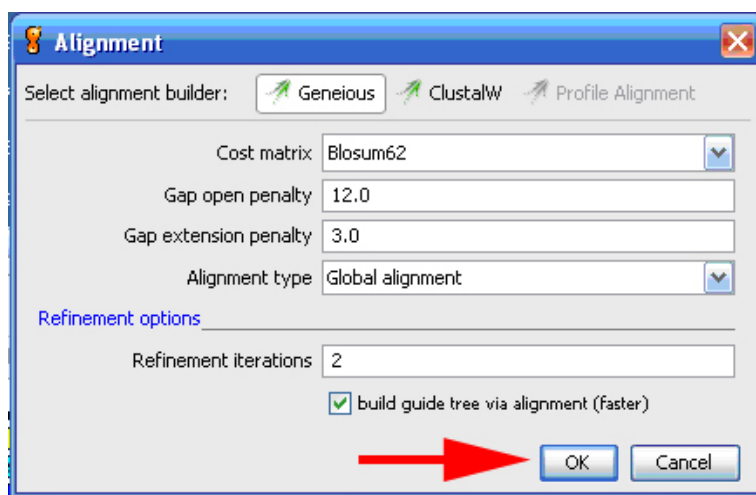 Alignment
Select alignment builder: Geneious ClustalW Profile Alignment
Cost matrix Blosum62
Gap open penalty 12.0
Gap extension penalty 3.0
Alignment type Global alignment
Refinement options
Refinement iterations 2
build guide tree via alignment (faster)
OK Cancel